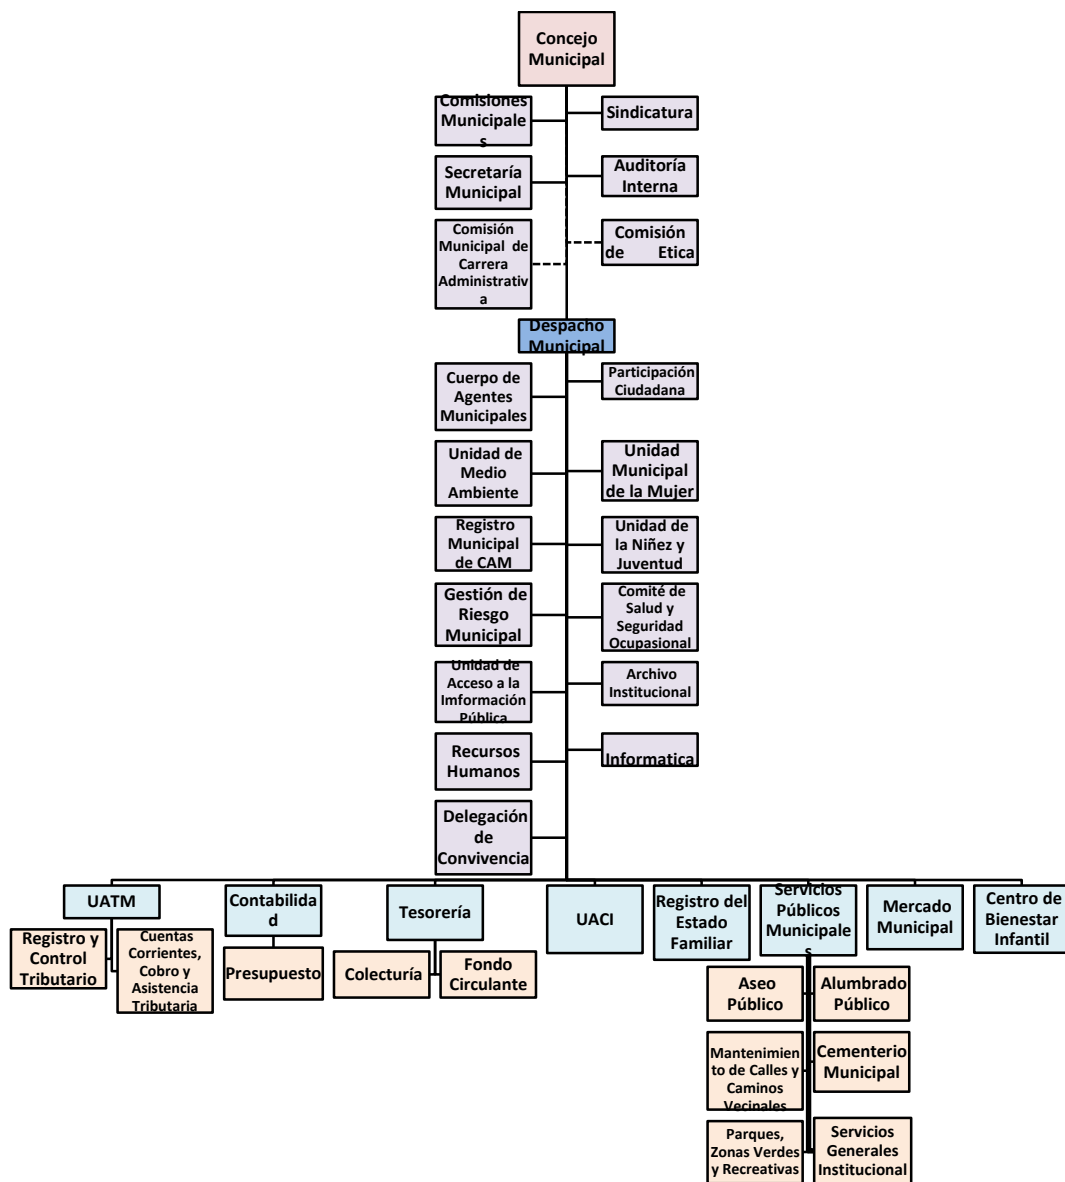 Concejo
Municipal
Comisiones
Municipale
s
Sindicatura
Secretaría
Municipal
Auditoría
Interna
Comisión
Municipal de
Carrera
Administrativ
a
Comisión
de Etica
Despacho
Municipal
Cuerpo de
Agentes
Municipales
Participación
Ciudadana
Unidad de
Medio
Ambiente
Unidad
Municipal
de la Mujer
Registro
Municipal
de CAM
Unidad de
la Niñez y
Juventud
Gestión de
Riesgo
Municipal
Comité de
Salud y
Seguridad
Ocupasional
Unidad de
Acceso a la
Imformación
Pública
Archivo
Institucional
Recursos
Humanos
Informatica
Delegación
de
Convivencia
UATM
Contabilida
d
Tesorería
UACI
Registro del
Estado
Familiar
Servicios
Públicos
Municipale
s
Mercado
Municipal
Centro de
Bienestar
Infantil
Registro y
Control
Tributario
Cuentas
Corrientes,
Cobro y
Asistencia
Tributaria
Presupuesto
Colecturía
Fondo
Circulante
Aseo
Público
Alumbrado
Público
Mantenimien
to de Calles y
Caminos
Vecinales
Cementerio
Municipal
Parques,
Zonas Verdes
y Recreativas
Servicios
Generales
Institucional